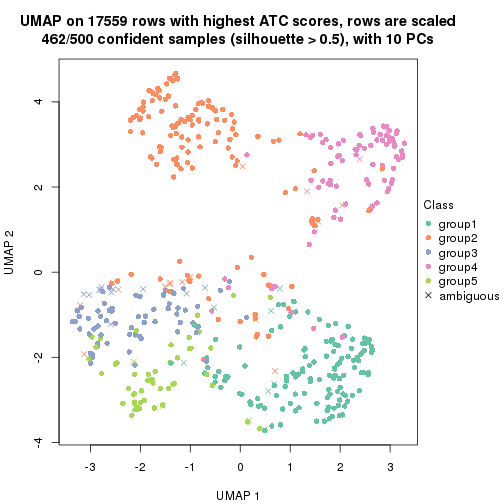 UMAP on 17559 rows with highest ATC scores, rows are scaled
462/500 confident samples (silhouette > 0.5), with 10 PCs
4
2
0
-2
-4
UMAP 2
-3
-2
-1
0
1
2
3
UMAP 1
Class
group1
group2
group3
group4
group5
ambiguous